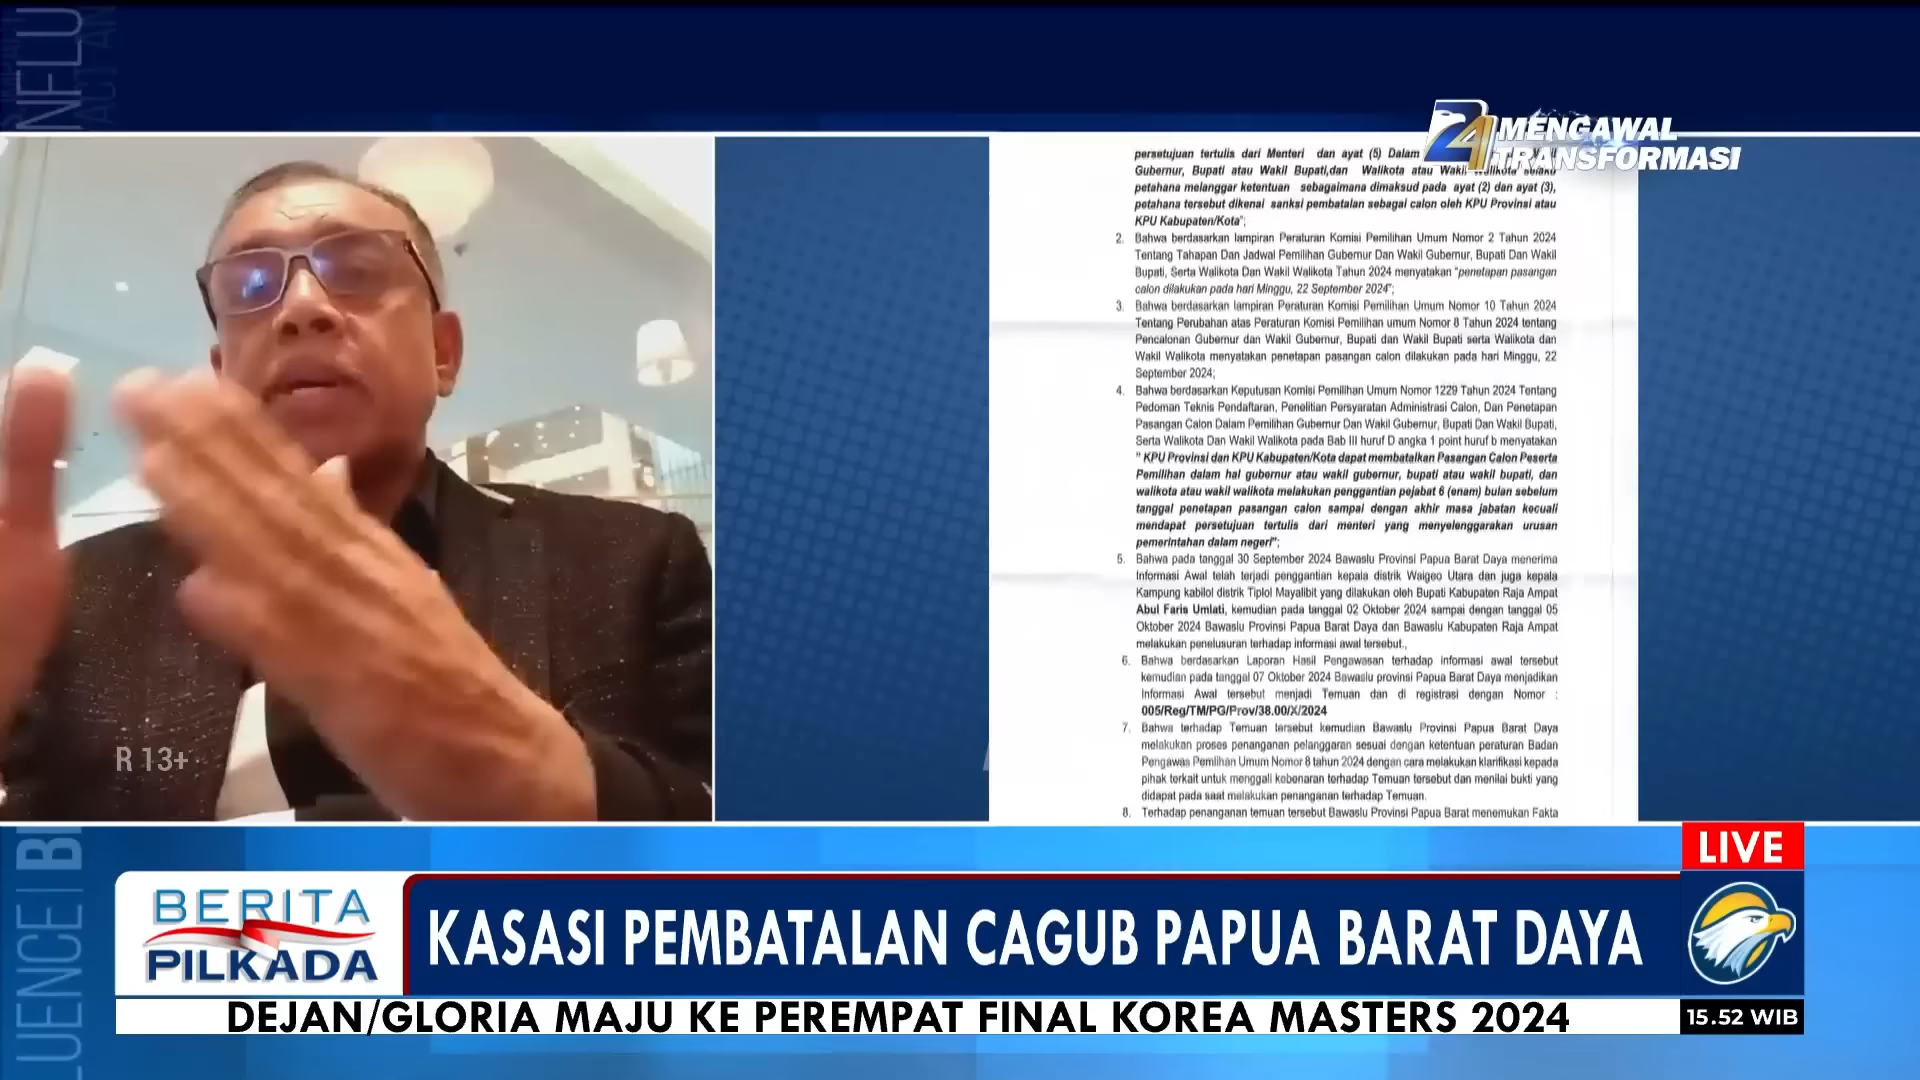 NFLU
24 MENGAWAL
TRANSFORMASI
persetujuan tertulis dari Menteri dan ayat (5) Dalam
Gubernur, Bupati atau Wakil Bupati,dan Walikota atau Wakil Walikota selaku
petahana melanggar ketentuan sebagaimana dimaksud pada ayat (2) dan ayat (3),
petahana tersebut dikenai sanksi pembatalan sebagai calon oleh KPU Provinsi atau
KPU Kabupaten/Kota";
2. Bahwa berdasarkan lampiran Peraturan Komisi Pemilihan Umum Nomor 2 Tahun 2024
Tentang Tahapan Dan Jadwal Pemilihan Gubernur Dan Wakil Gubernur, Bupati Dan Wakil
Bupati, Serta Walikota Dan Wakil Walikota Tahun 2024 menyatakan "penetapan pasangan
calon dilakukan pada hari Minggu, 22 September 2024";
3. Bahwa berdasarkan lampiran Peraturan Komisi Pemilihan Umum Nomor 10 Tahun 2024
Tentang Perubahan atas Peraturan Komisi Pemilihan umum Nomor 8 Tahun 2024 tentang
Pencalonan Gubernur dan Wakil Gubernur, Bupati dan Wakil Bupati serta Walikota dan
Wakil Walikota menyatakan penetapan pasangan calon dilakukan pada hari Minggu, 22
September 2024;
4. Bahwa berdasarkan Keputusan Komisi Pemilihan Umum Nomor 1229 Tahun 2024 Tentang
Pedoman Teknis Pendaftaran, Penelitian Persyaratan Administrasi Calon, Dan Penetapan
Pasangan Calon Dalam Pemilihan Gubernur Dan Wakil Gubernur, Bupati Dan Wakil Bupati,
Serta Walikota Dan Wakil Walikota pada Bab III huruf D angka 1 point huruf b menyatakan
" KPU Provinsi dan KPU Kabupaten/Kota dapat membatalkan Pasangan Calon Peserta
Pemilihan dalam hal gubernur atau wakil gubernur, bupati atau wakil bupati, dan
walikota atau wakil walikota melakukan penggantian pejabat 6 (enam) bulan sebelum
tanggal penetapan pasangan calon sampai dengan akhir masa jabatan kecuali
mendapat persetujuan tertulis dari menteri yang menyelenggarakan urusan
pemerintahan dalam negeri";
5. Bahwa pada tanggal 30 September 2024 Bawaslu Provinsi Papua Barat Daya menerima
Informasi Awal telah terjadi penggantian kepala distrik Waigeo Utara dan juga kepala
Kampung kabilol distrik Tiplol Mayalibit yang dilakukan oleh Bupati Kabupaten Raja Ampat
Abul Faris Umlati, kemudian pada tanggal 02 Oktober 2024 sampai dengan tanggal 05
Oktober 2024 Bawaslu Provinsi Papua Barat Daya dan Bawaslu Kabupaten Raja Ampat
melakukan penelusuran terhadap informasi awal tersebut.,
6. Bahwa berdasarkan Laporan Hasil Pengawasan terhadap informasi awal tersebut
kemudian pada tanggal 07 Oktober 2024 Bawaslu provinsi Papua Barat Daya menjadikan
Informasi Awal tersebut menjadi Temuan dan di registrasi dengan Nomor :
005/Reg/TM/PG/Prov/38.00/X/2024
7. Bahwa terhadap Temuan tersebut kemudian Bawaslu Provinsi Papua Barat Daya
melakukan proses penanganan pelanggaran sesuai dengan ketentuan peraturan Badan
Pengawas Pemilihan Umum Nomor 8 tahun 2024 dengan cara melakukan klarifikasi kepada
pihak terkait untuk menggali kebenaran terhadap Temuan tersebut dan menilai bukti yang
didapat pada saat melakukan penanganan terhadap Temuan.
8. Terhadap penanganan temuan tersebut Bawaslu Provinsi Papua Barat menemukan Fakta
R 13+
LIVE
BERITA
PILKADA
KASASI PEMBATALAN CAGUB PAPUA BARAT DAYA
DEJAN/GLORIA MAJU KE PEREMPAT FINAL KOREA MASTERS 2024
15.52 WIB
UENCE | B